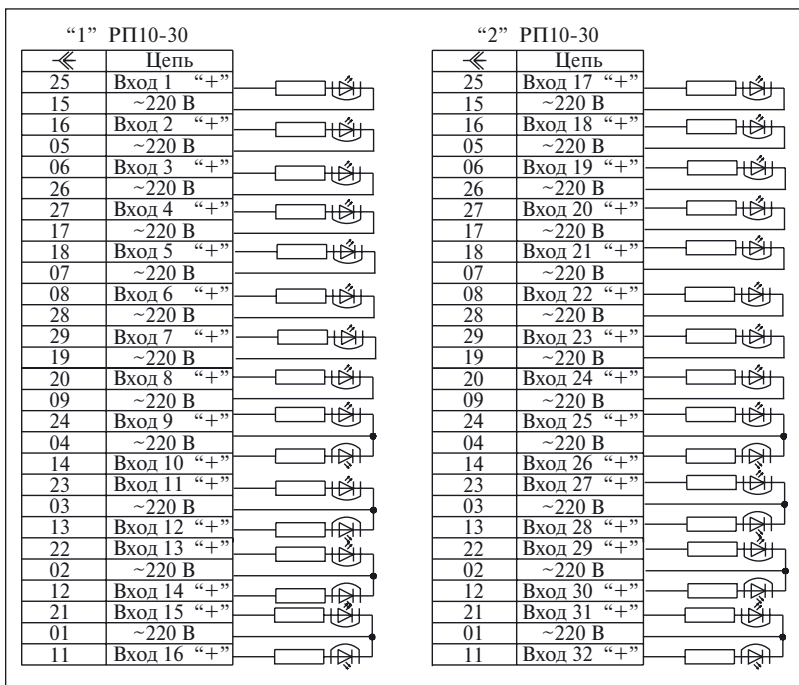 “1” РП10-30
Цепь
25 Вход 1 “+”
15 ~220 В
16 Вход 2 “+”
05 ~220 В
06 Вход 3 “+”
26 ~220 В
27 Вход 4 “+”
17 ~220 В
18 Вход 5 “+”
07 ~220 В
08 Вход 6 “+”
28 ~220 В
29 Вход 7 “+”
19 ~220 В
20 Вход 8 “+”
09 ~220 В
24 Вход 9 “+”
04 ~220 В
14 Вход 10 “+”
23 Вход 11 “+”
03 ~220 В
13 Вход 12 “+”
22 Вход 13 “+”
02 ~220 В
12 Вход 14 “+”
21 Вход 15 “+”
01 ~220 В
11 Вход 16 “+”
“2” РП10-30
Цепь
25 Вход 17 “+”
15 ~220 В
16 Вход 18 “+”
05 ~220 В
06 Вход 19 “+”
26 ~220 В
27 Вход 20 “+”
17 ~220 В
18 Вход 21 “+”
07 ~220 В
08 Вход 22 “+”
28 ~220 В
29 Вход 23 “+”
19 ~220 В
20 Вход 24 “+”
09 ~220 В
24 Вход 25 “+”
04 ~220 В
14 Вход 26 “+”
23 Вход 27 “+”
03 ~220 В
13 Вход 28 “+”
22 Вход 29 “+”
02 ~220 В
12 Вход 30 “+”
21 Вход 31 “+”
01 ~220 В
11 Вход 32 “+”